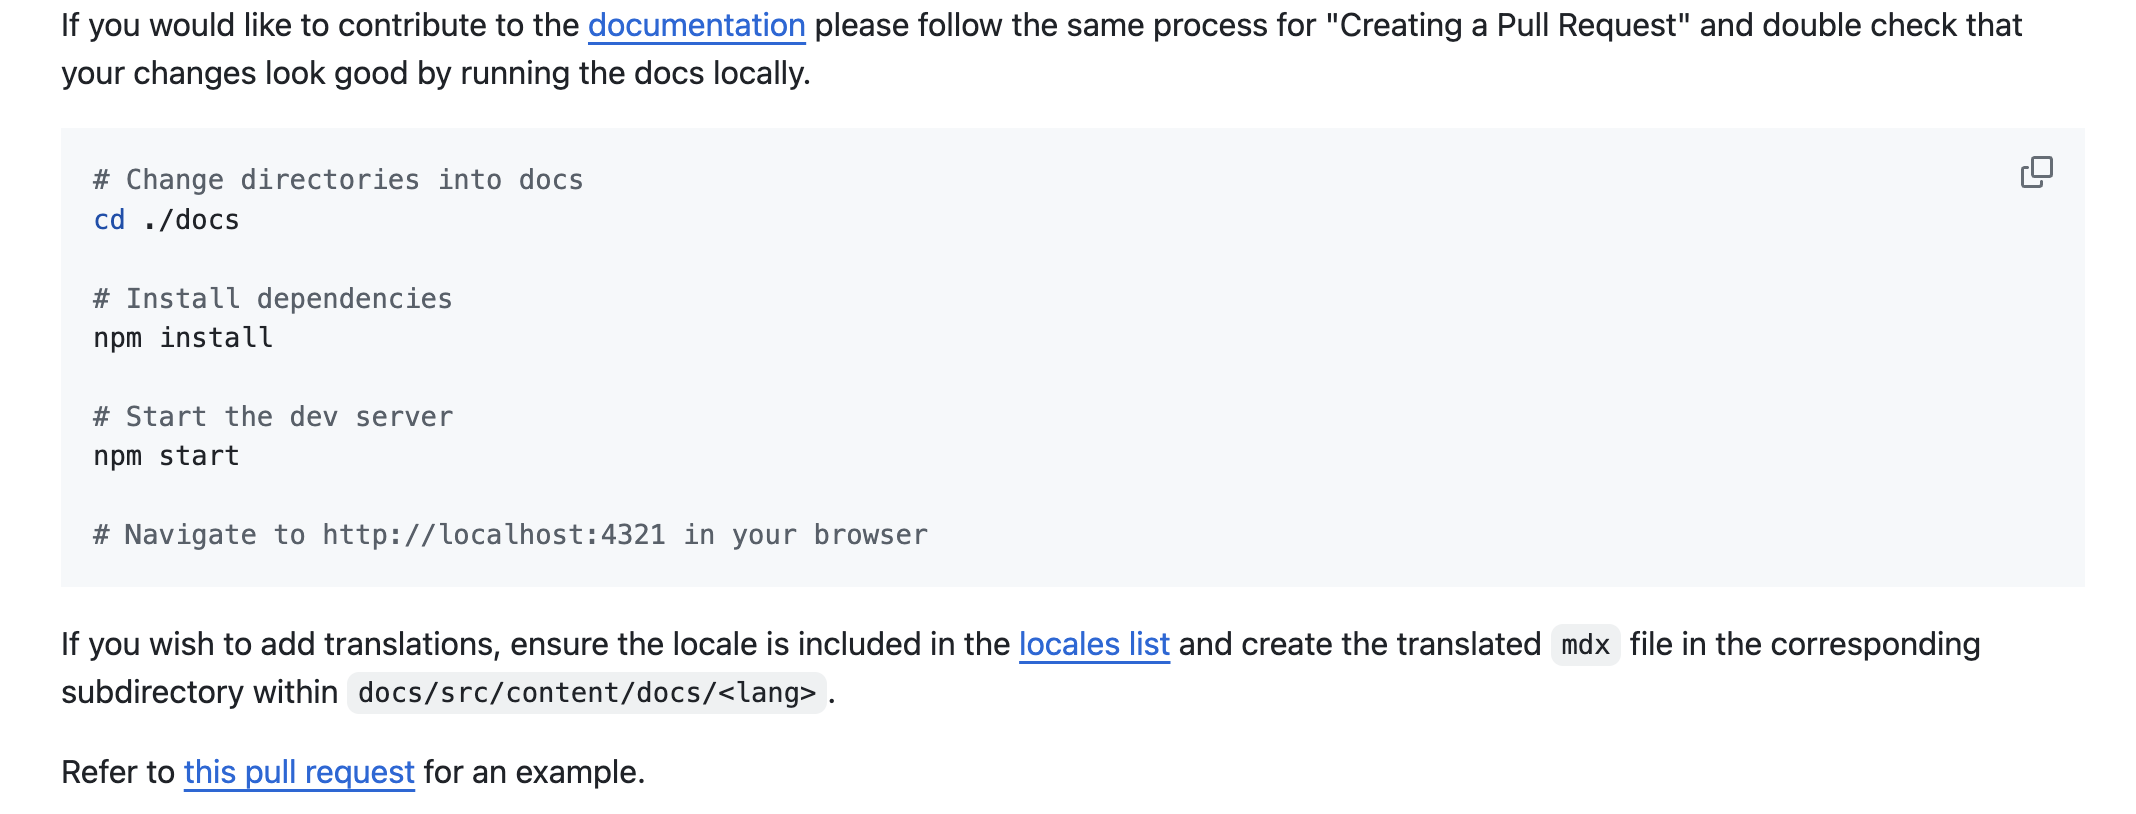 If you would like to contribute to the documentation please follow the same process for "Creating a Pull Request" and double check that
your changes look good by running the docs locally.
# Change directories into docs
cd ./docs
# Install dependencies
npm install
# Start the dev server
npm start
# Navigate to http://localhost:4321 in your browser
If you wish to add translations, ensure the locale is included in the locales list and create the translated mdx file in the corresponding
subdirectory within docs/src/content/docs/<lang>.
Refer to this pull request for an example.